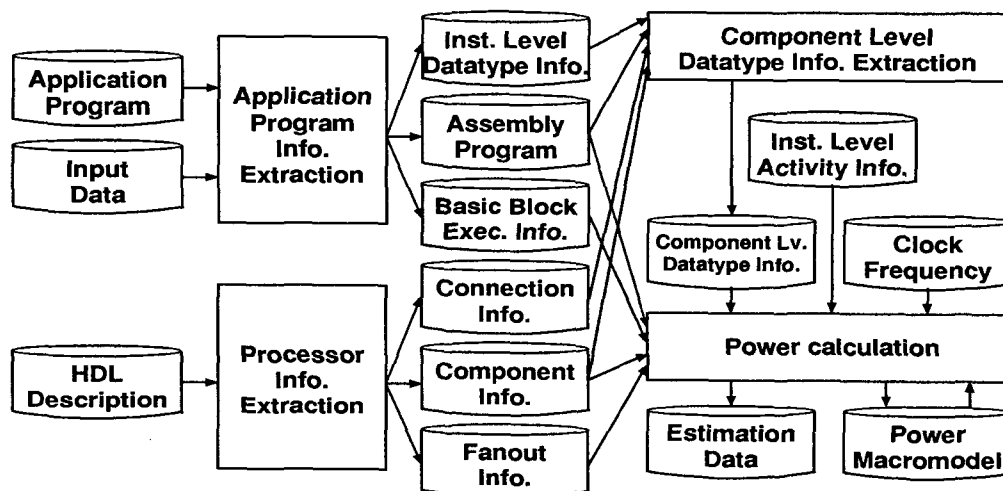 Application
Program
Input
Data
HDL
Description
Application
Program
Info.
Extraction
Processor
Info.
Extraction
Inst. Level
Datatype Info.
Assembly
Program
Basic Block
Exec. Info.
Connection
Info.
Component
Info.
Fanout
Info.
Component Level
Datatype Info. Extraction
Inst. Level
Activity Info.
Component Lv.
Datatype Info.
Clock
Frequency
Power calculation
Estimation
Data
Power
Macromodel